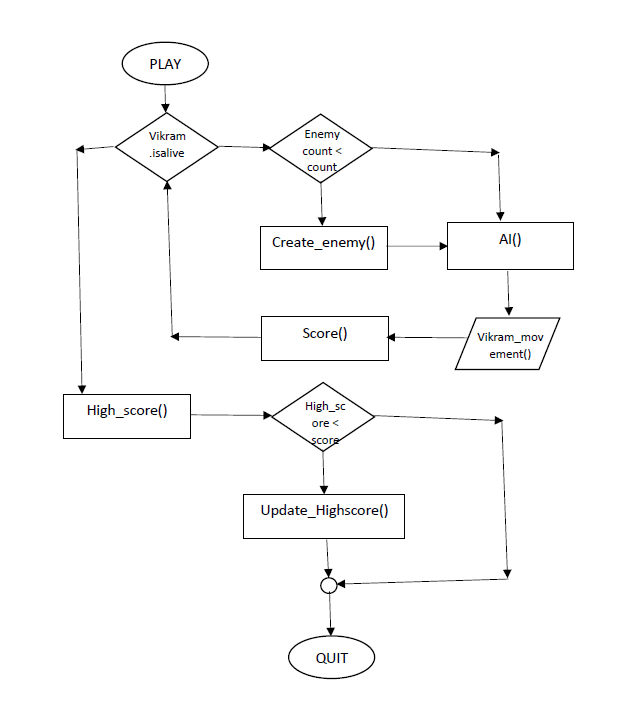 PLAY
Vikram
.isalive
Enemy
count <
count
Create_enemy()
AI()
Score()
Vikram_mov
ement()
High_score()
High_sc
ore <
score
Update_Highscore()
QUIT